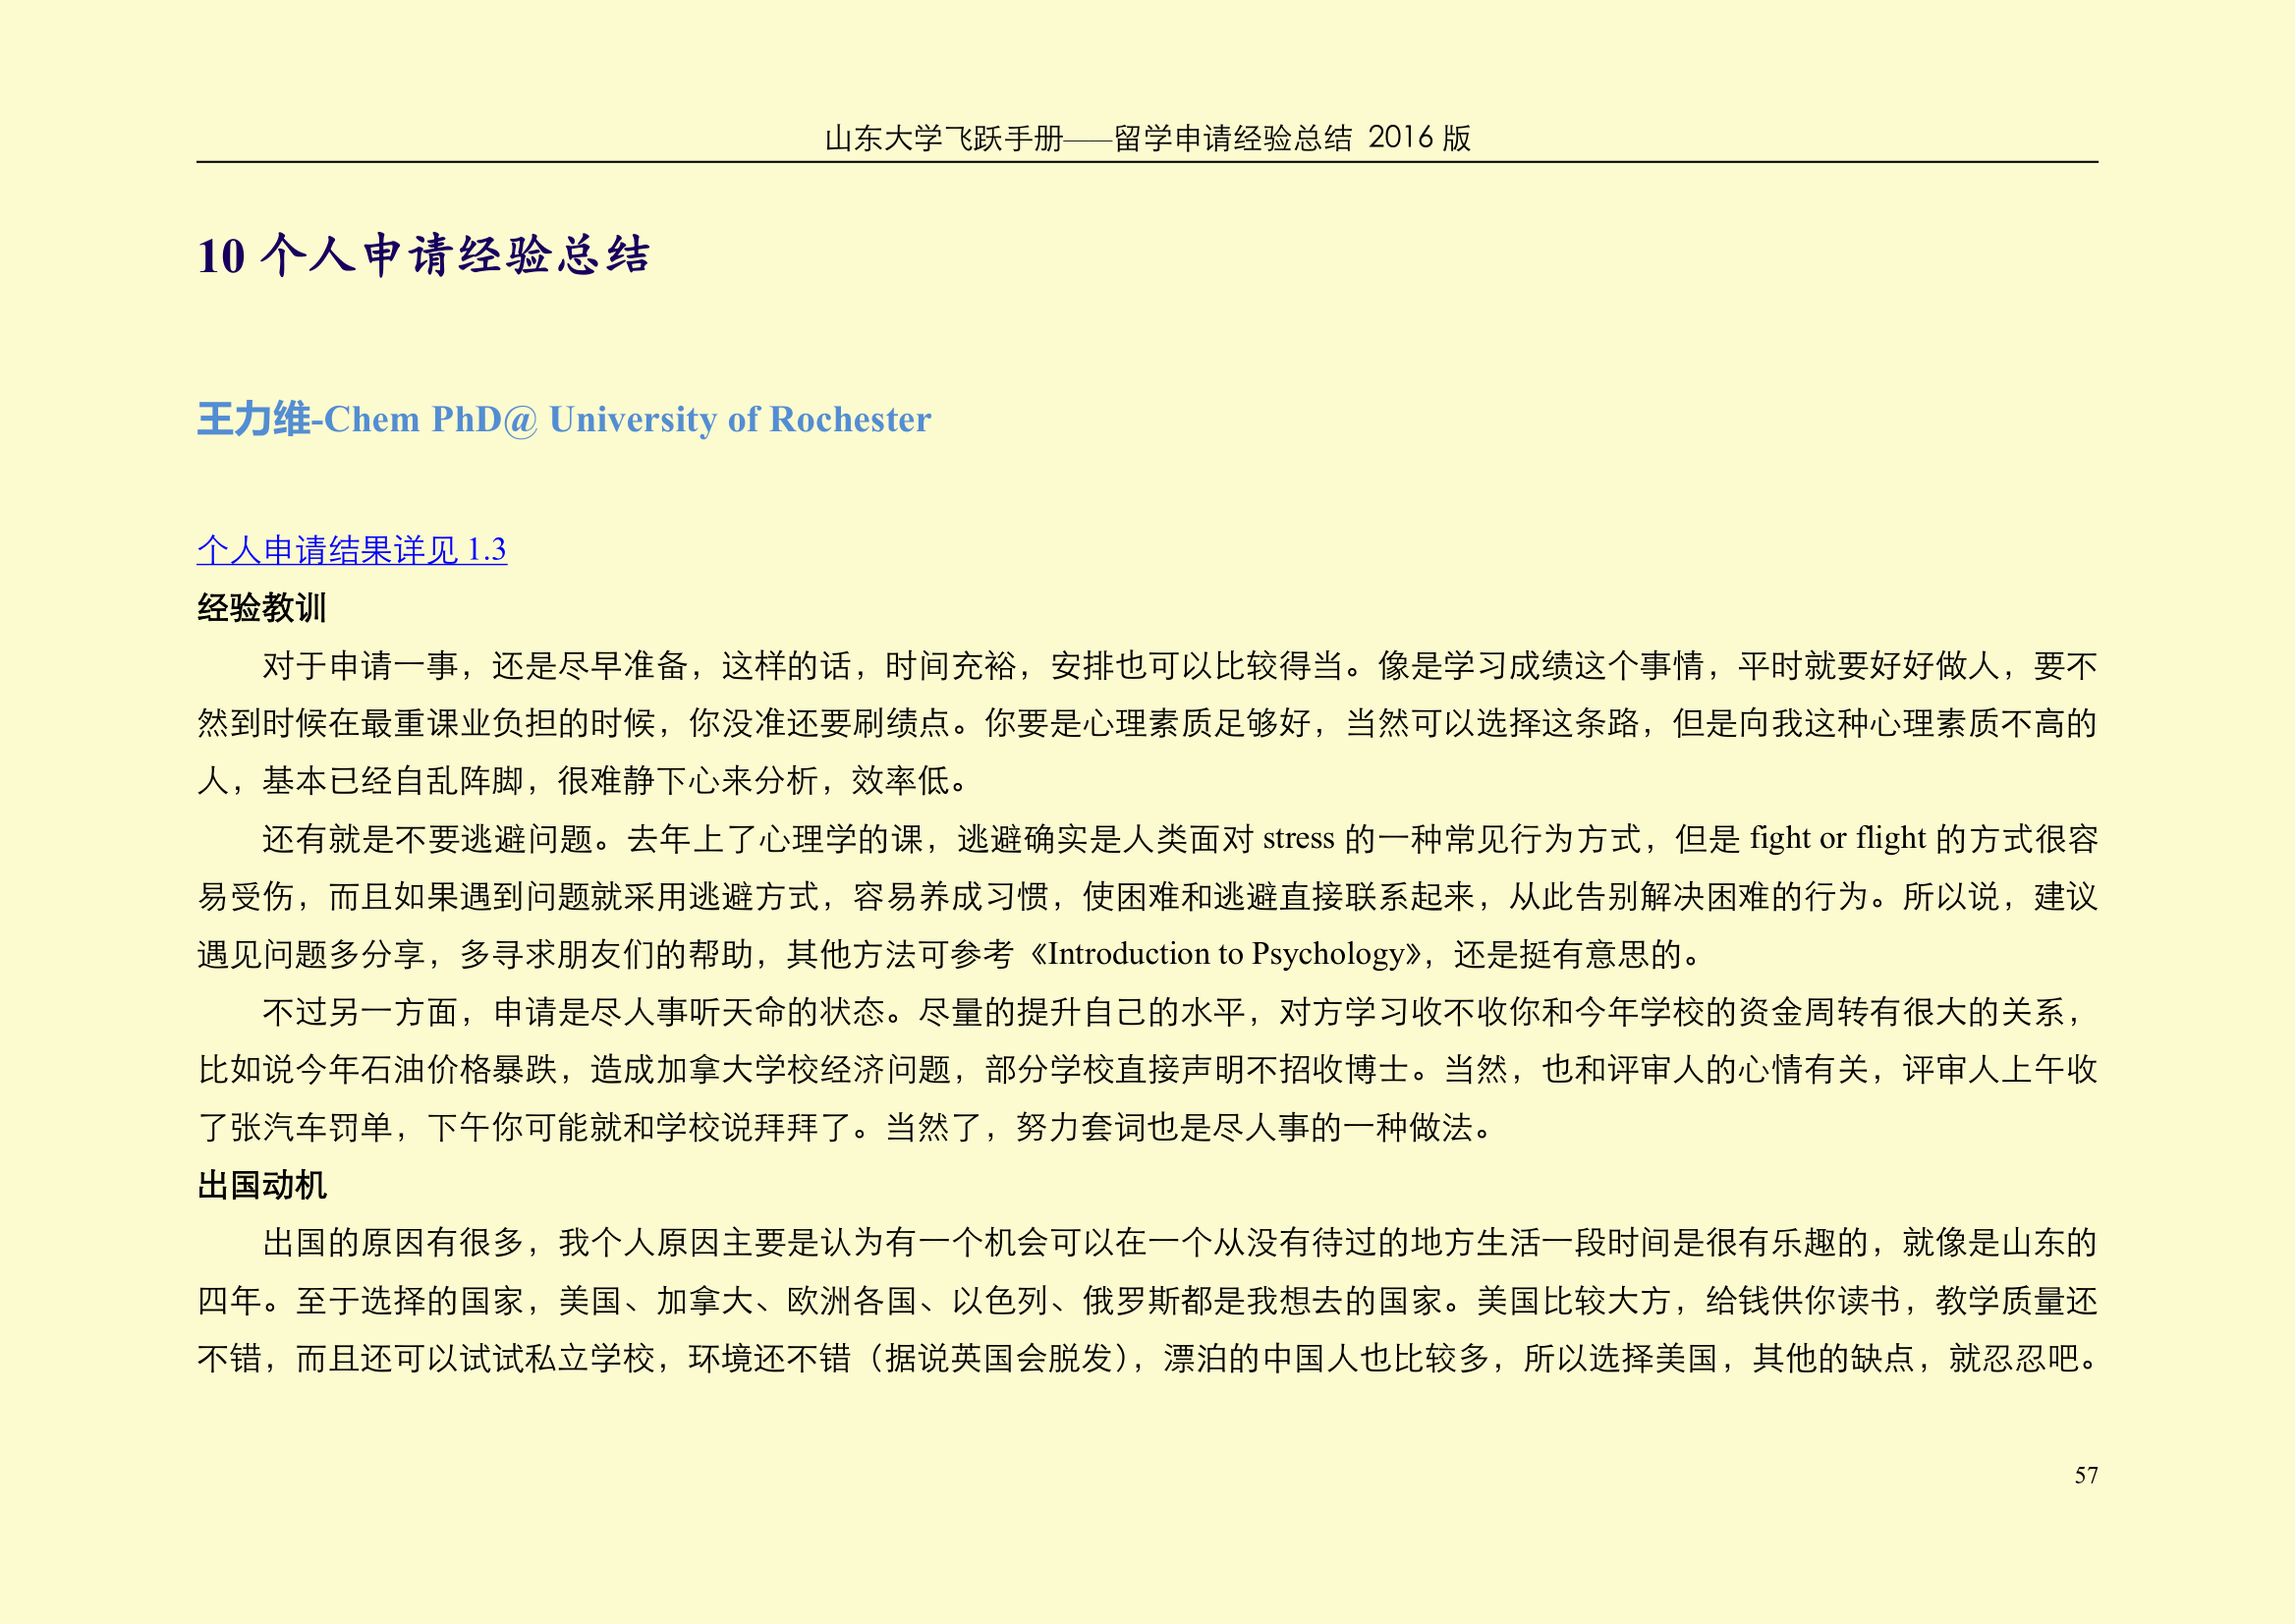 山东大学飞跃手册——留学申请经验总结 2016 版
10 个人申请经验总结
王力维-Chem PhD@ University of Rochester
个人申请结果详见 1.3
经验教训
对于申请一事，还是尽早准备，这样的话，时间充裕，安排也可以比较得当。像是学习成绩这个事情，平时就要好好做人，要不
然到时候在最重课业负担的时候，你没准还要刷绩点。你要是心理素质足够好，当然可以选择这条路，但是向我这种心理素质不高的
人，基本已经自乱阵脚，很难静下心来分析，效率低。
还有就是不要逃避问题。去年上了心理学的课，逃避确实是人类面对 stress 的一种常见行为方式，但是 fight or flight 的方式很容
易受伤，而且如果遇到问题就采用逃避方式，容易养成习惯，使困难和逃避直接联系起来，从此告别解决困难的行为。所以说，建议
遇见问题多分享，多寻求朋友们的帮助，其他方法可参考《Introduction to Psychology》，还是挺有意思的。
不过另一方面，申请是尽人事听天命的状态。尽量的提升自己的水平，对方学习收不收你和今年学校的资金周转有很大的关系，
比如说今年石油价格暴跌，造成加拿大学校经济问题，部分学校直接声明不招收博士。当然，也和评审人的心情有关，评审人上午收
了张汽车罚单，下午你可能就和学校说拜拜了。当然了，努力套词也是尽人事的一种做法。
出国动机
出国的原因有很多，我个人原因主要是认为有一个机会可以在一个从没有待过的地方生活一段时间是很有乐趣的，就像是山东的
四年。至于选择的国家，美国、加拿大、欧洲各国、以色列、俄罗斯都是我想去的国家。美国比较大方，给钱供你读书，教学质量还
不错，而且还可以试试私立学校，环境还不错（据说英国会脱发），漂泊的中国人也比较多，所以选择美国，其他的缺点，就忍忍吧。
57